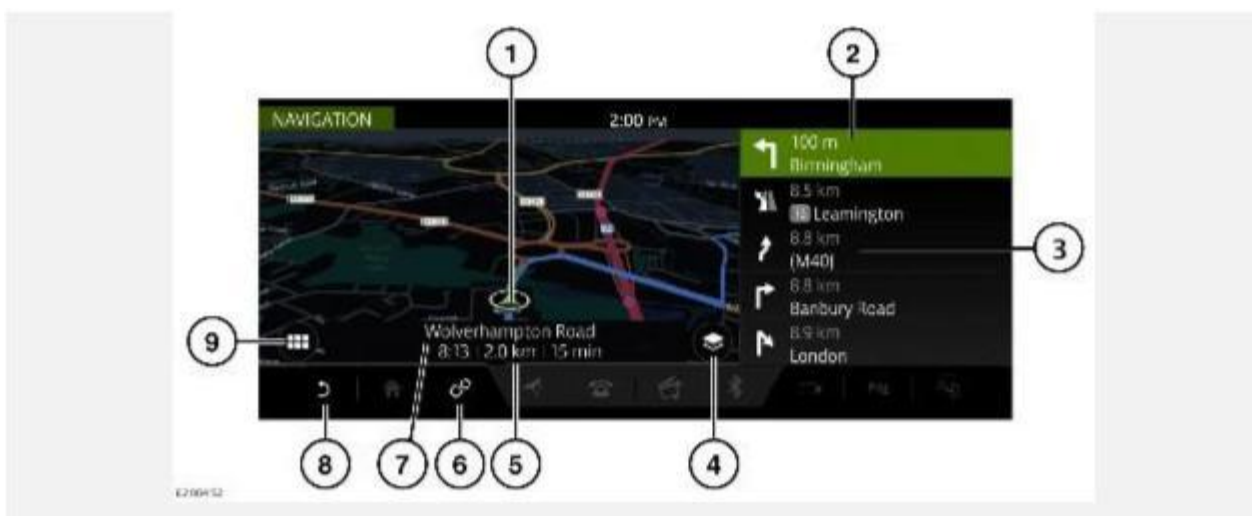 1
2
NAVIGATION
2:00 PM
100 m
Birmingham
8.5 km
12 Leamington
8.8 km
(M40)
3
8.8 km
Banbury Road
8.9 km
London
9
Wolverhampton Road
8:13 2.0 km 15 min
8
7
6
5
4